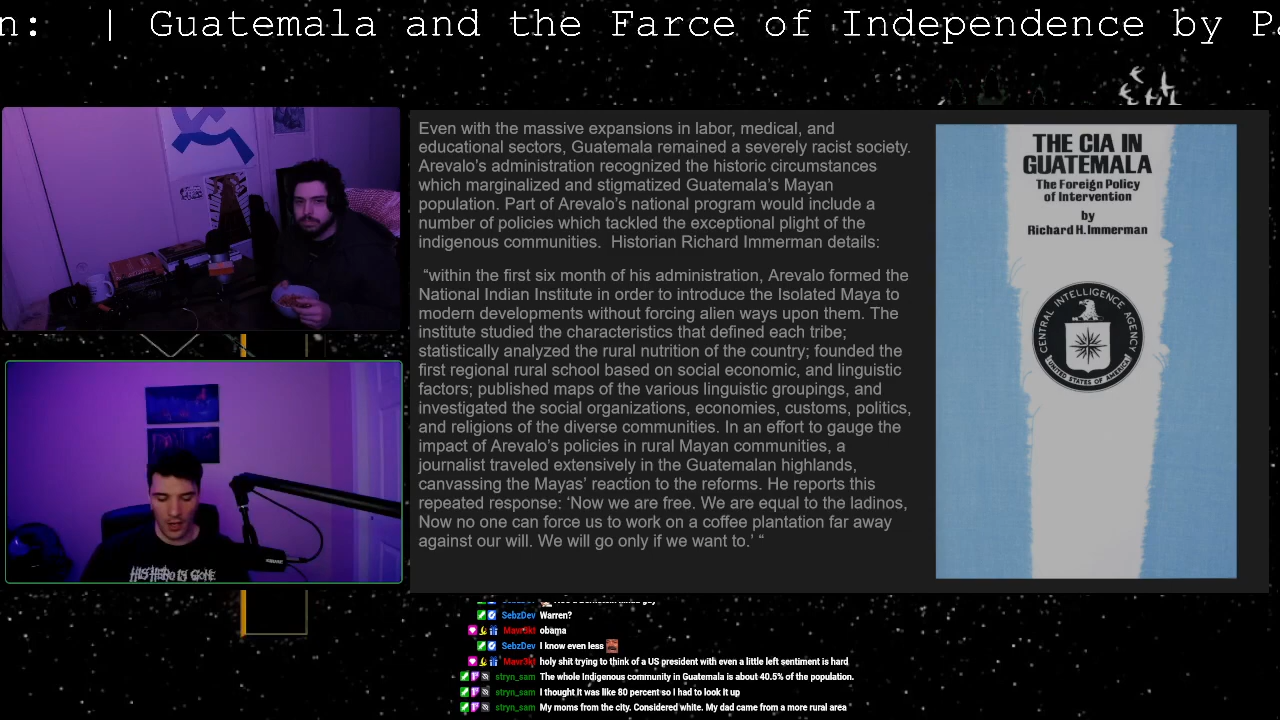 n: | Guatemala and the Farce of Independence by Pa
Even with the massive expansions in labor, medical, and
educational sectors, Guatemala remained a severely racist society.
Arevalo’s administration recognized the historic circumstances
which marginalized and stigmatized Guatemala’s Mayan
population. Part of Arevalo’s national program would include a
number of policies which tackled the exceptional plight of the
indigenous communities.  Historian Richard Immerman details:
“within the first six month of his administration, Arevalo formed the
National Indian Institute in order to introduce the Isolated Maya to
modern developments without forcing alien ways upon them. The
institute studied the characteristics that defined each tribe;
statistically analyzed the rural nutrition of the country; founded the
first regional rural school based on social economic, and linguistic
factors; published maps of the various linguistic groupings, and
investigated the social organizations, economies, customs, politics,
and religions of the diverse communities. In an effort to gauge the
impact of Arevalo’s policies in rural Mayan communities, a
journalist traveled extensively in the Guatemalan highlands,
canvassing the Mayas’ reaction to the reforms. He reports this
repeated response: ‘Now we are free. We are equal to the ladinos,
Now no one can force us to work on a coffee plantation far away
against our will. We will go only if we want to.’ “
THE CIA IN
GUATEMALA
The Foreign Policy
of Intervention
by
Richard H. Immerman
CENTRAL INTELLIGENCE AGENCY
UNITED STATES OF AMERICA
HIS HERO IS GONE
SebzDev Warren?
obama
SebzDev I know even less
holy shit trying to think of a US president with even a little left sentiment is hard
stryn_sam The whole Indigenous community in Guatemala is about 40.5% of the population.
stryn_sam I thought it was like 80 percent so I had to look it up
stryn_sam My moms from the city. Considered white. My dad came from a more rural area